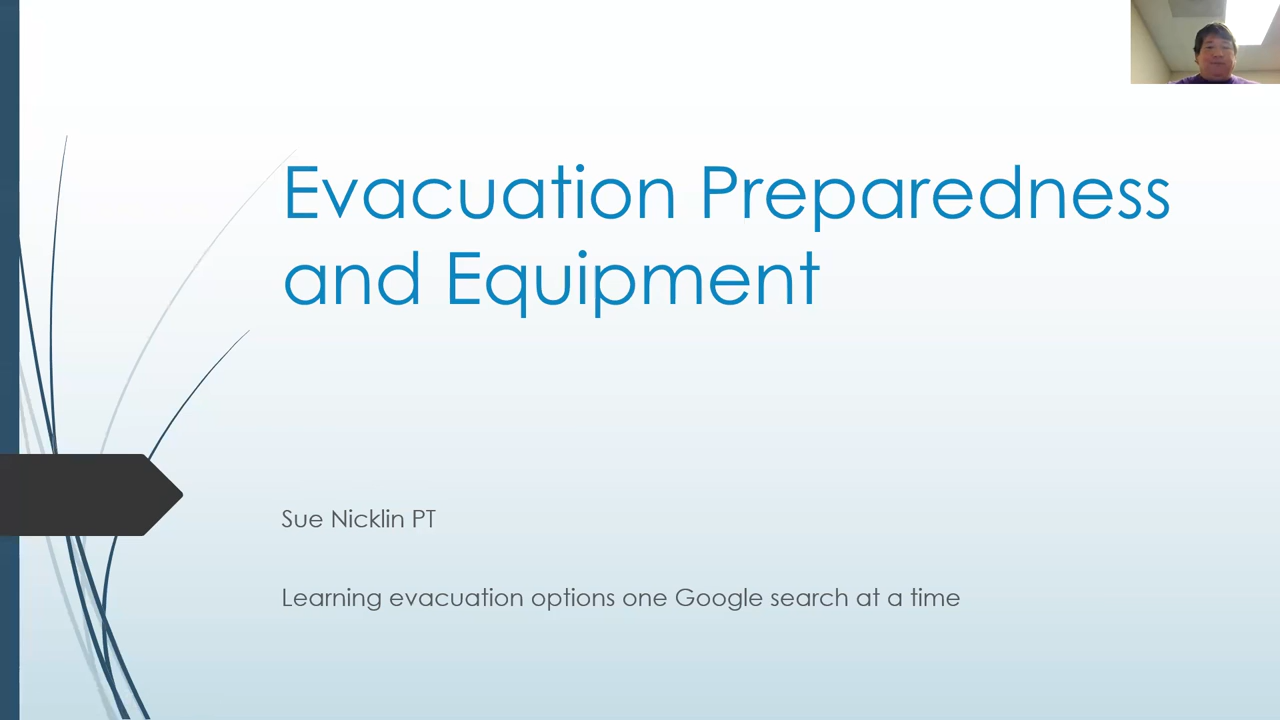 Evacuation Preparedness
and Equipment
Sue Nicklin PT
Learning evacuation options one Google search at a time